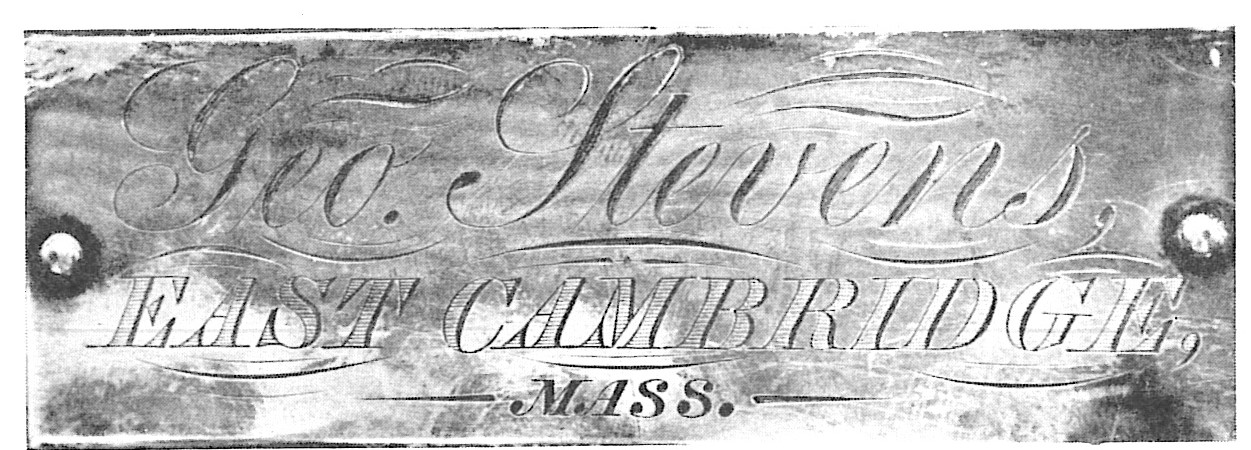 Geo. Stevens,
EAST CAMBRIDGE,
MASS.